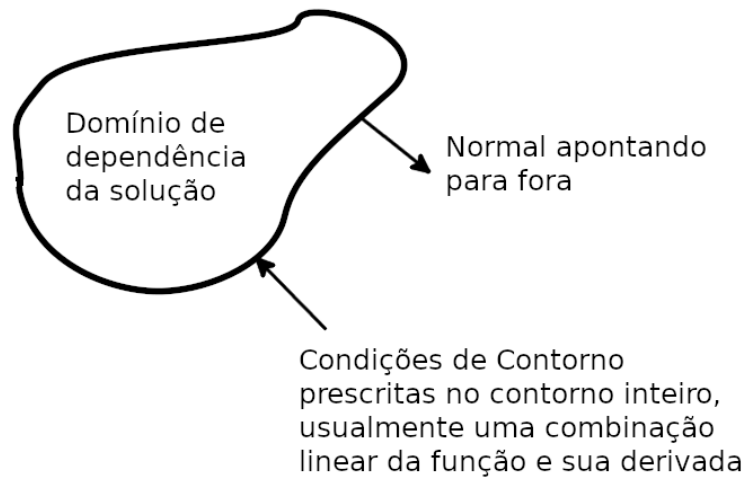 Domínio de
dependência
da solução
Normal apontando
para fora
Condições de Contorno
prescritas no contorno inteiro,
usualmente uma combinação
linear da função e sua derivada